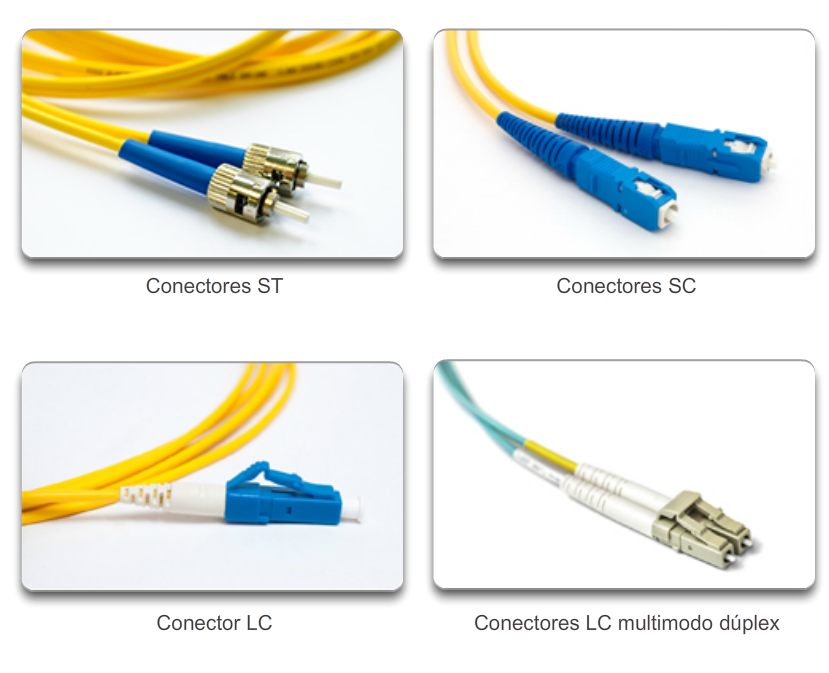 Conectores ST
Conectores SC
Conector LC
Conectores LC multimodo dúplex